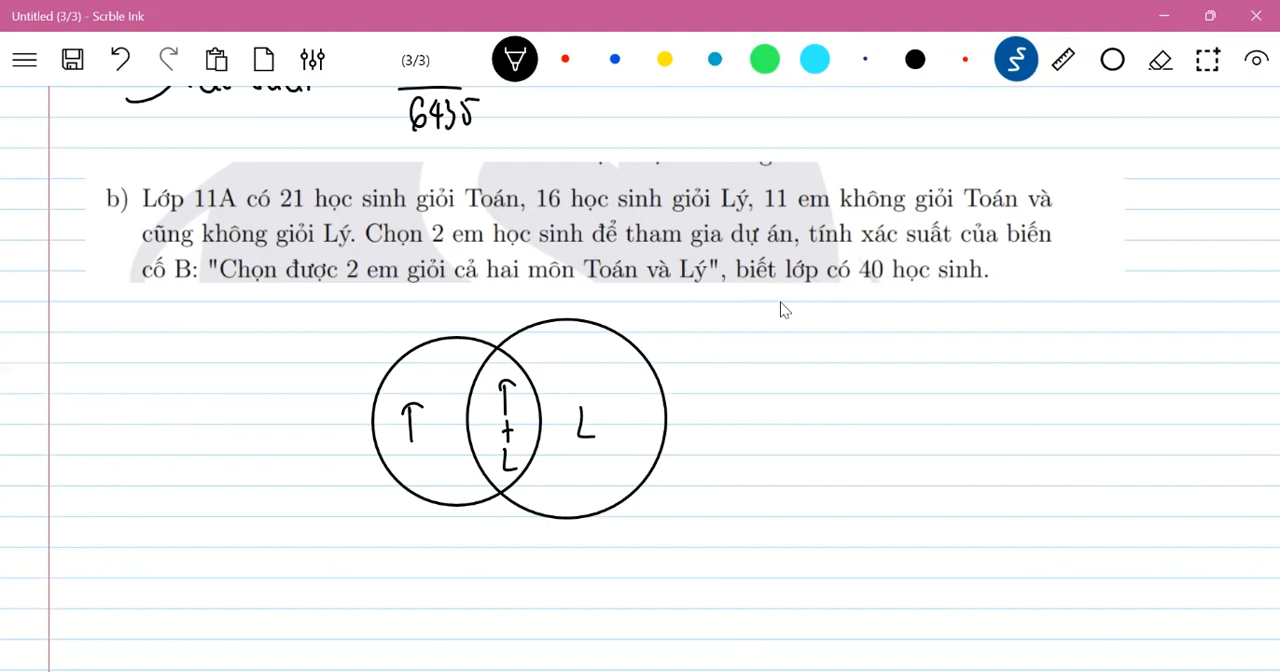 Untitled (3/3) - Scrble Ink
(3/3)
6435
b) Lớp 11A có 21 học sinh giỏi Toán, 16 học sinh giỏi Lý, 11 em không giỏi Toán và
cũng không giỏi Lý. Chọn 2 em học sinh để tham gia dự án, tính xác suất của biến
cố B: "Chọn được 2 em giỏi cả hai môn Toán và Lý", biết lớp có 40 học sinh.
T
T
+
L
L